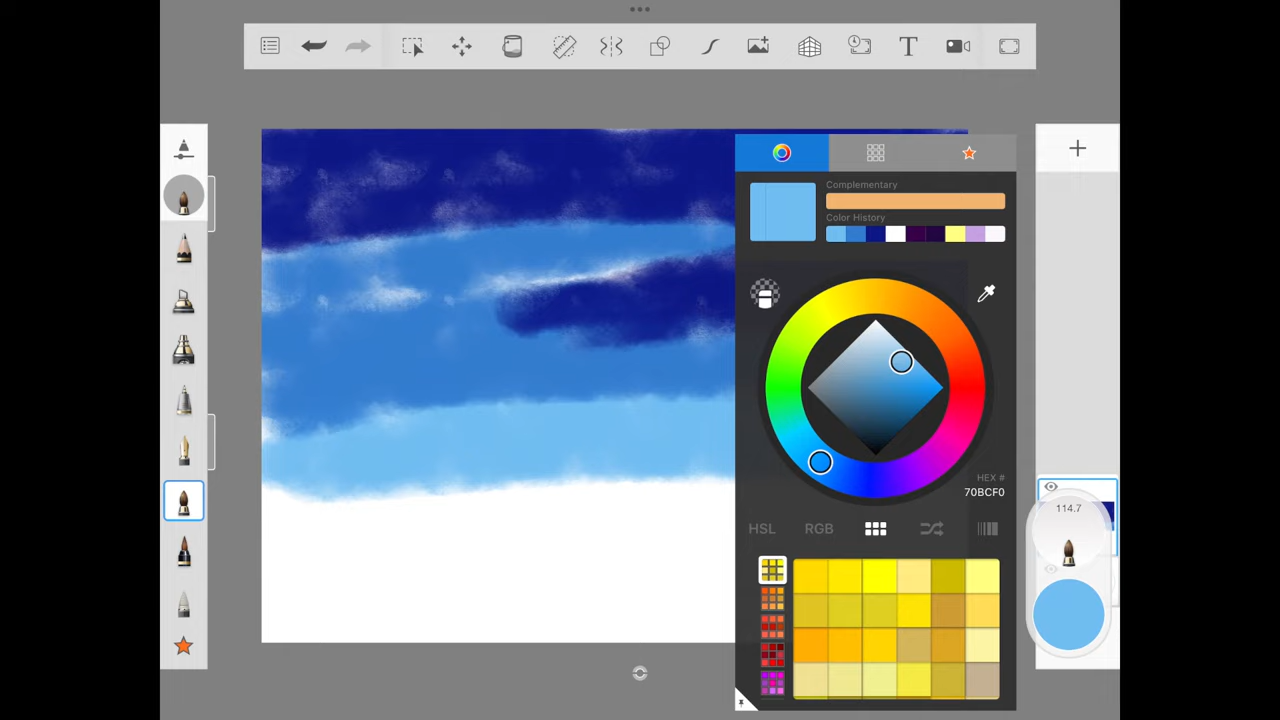 T
Complementary
Color History
HEX #
70BCF0
HSL RGB
114.7